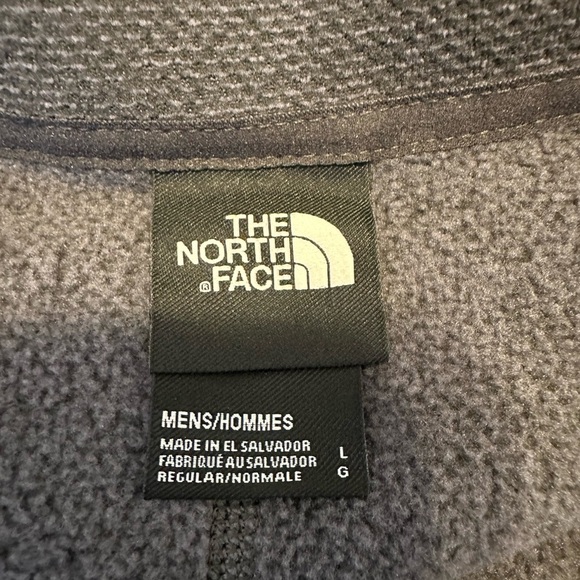 THE
NORTH
® FACE
MENS/HOMMES
MADE IN EL SALVADOR
FABRIQUÉ AU SALVADOR
REGULAR/NORMALE
L
G